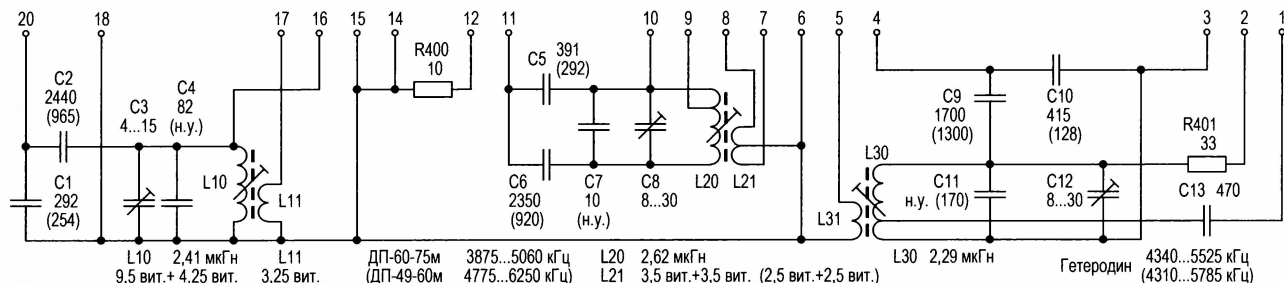 20 18 17 16 15 14 12 11 10 9 8 7 6 5 4 3 2 1
C2
2440
(965)
C3
4...15
C4
82
(н.у.)
C1
292
(254)
L10
L11
R400
10
C5 391
(292)
C6
2350
(920)
C7
10
(н.у.)
C8
8...30
L20
L21
L31
L30
C9
1700
(1300)
C10
415
(128)
C11
н.у. (170)
C12
8...30
R401
33
C13 470
L10 2,41 мкГн L11
9,5 вит.+ 4,25 вит. 3,25 вит.
ДП-60-75м 3875...5060 кГц L20 2,62 мкГн
(ДП-49-60м 4775...6250 кГц) L21 3,5 вит.+3,5 вит. (2,5 вит.+2,5 вит.)
L30 2,29 мкГн
Гетеродин 4340...5525 кГц
(4310...5785 кГц)